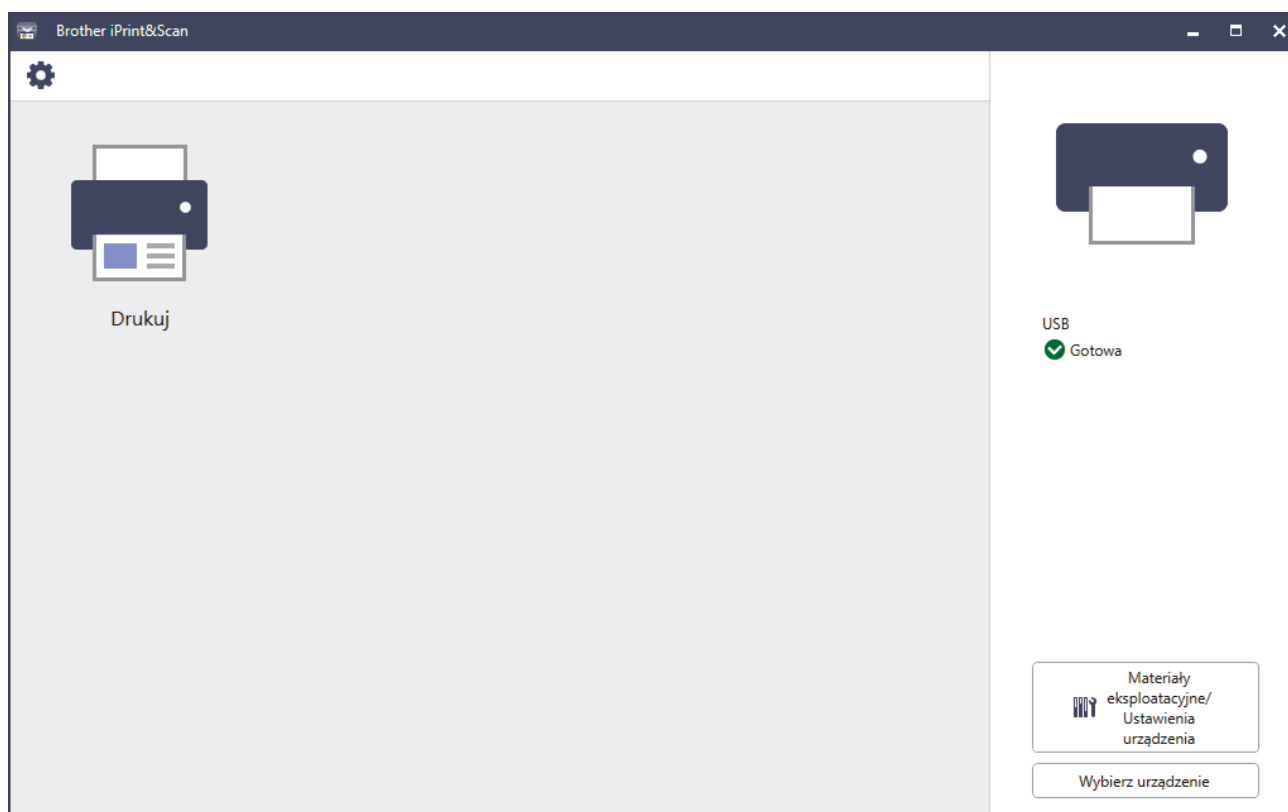 Brother iPrint&Scan
Drukuj
USB
Gotowa
Materiały
eksploatacyjne/
Ustawienia
urządzenia
Wybierz urządzenie